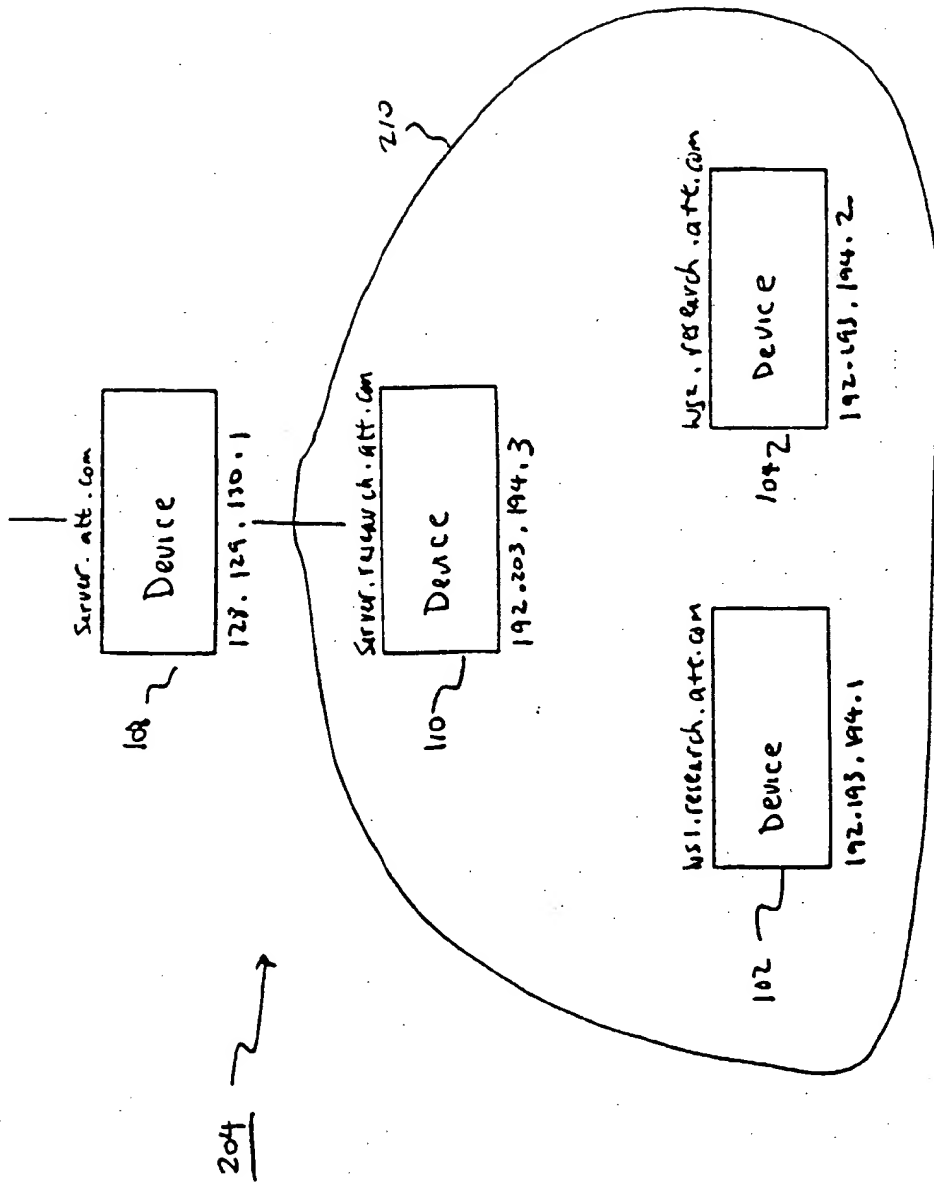 204
Server.att.com
Device
128.129.130.1
108
210
Server.research.att.com
Device
192.203.194.3
110
ws1.research.att.com
Device
192.193.194.1
102
ws2.research.att.com
Device
192.193.194.2
104